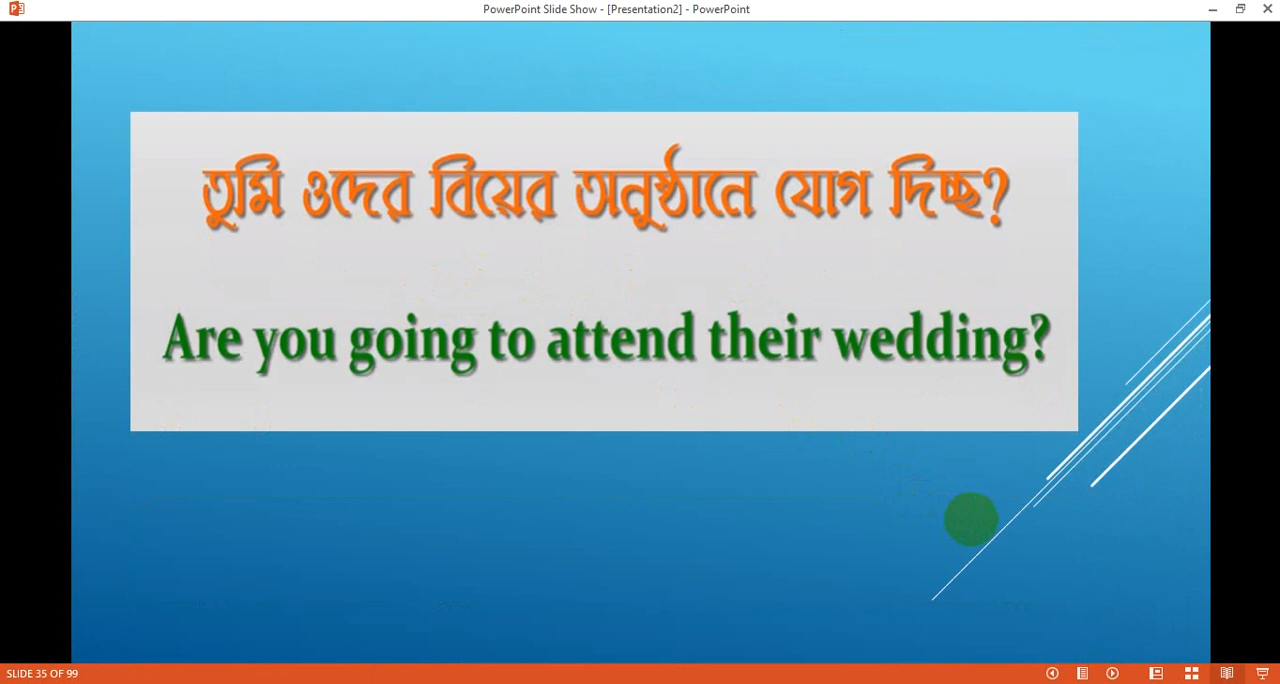 PowerPoint Slide Show - [Presentation2] - PowerPoint
তুমি ওদের বিয়ের অনুষ্ঠানে যোগ দিচ্ছ?
Are you going to attend their wedding?
SLIDE 35 OF 99